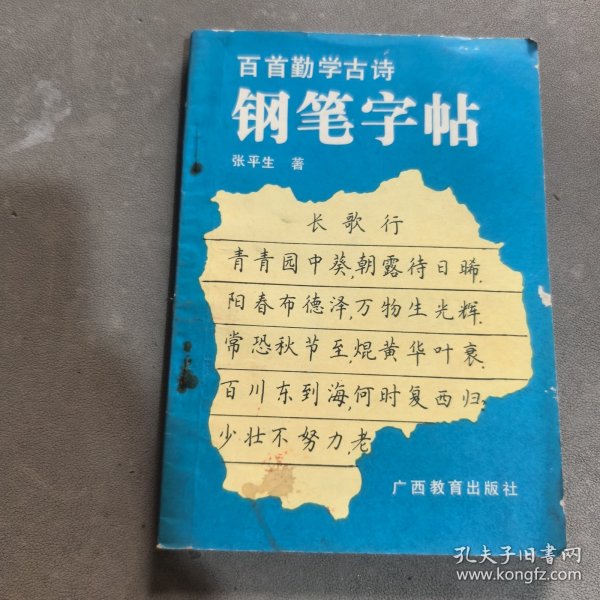 百首勤学古诗
钢笔字帖
张平生 著
长歌行
青青园中葵,朝露待日晞.
阳春布德泽,万物生光辉.
常恐秋节至,焜黄华叶衰.
百川东到海,何时复西归.
少壮不努力,老
广西教育出版社
孔夫子旧书网
www.kongfz.com